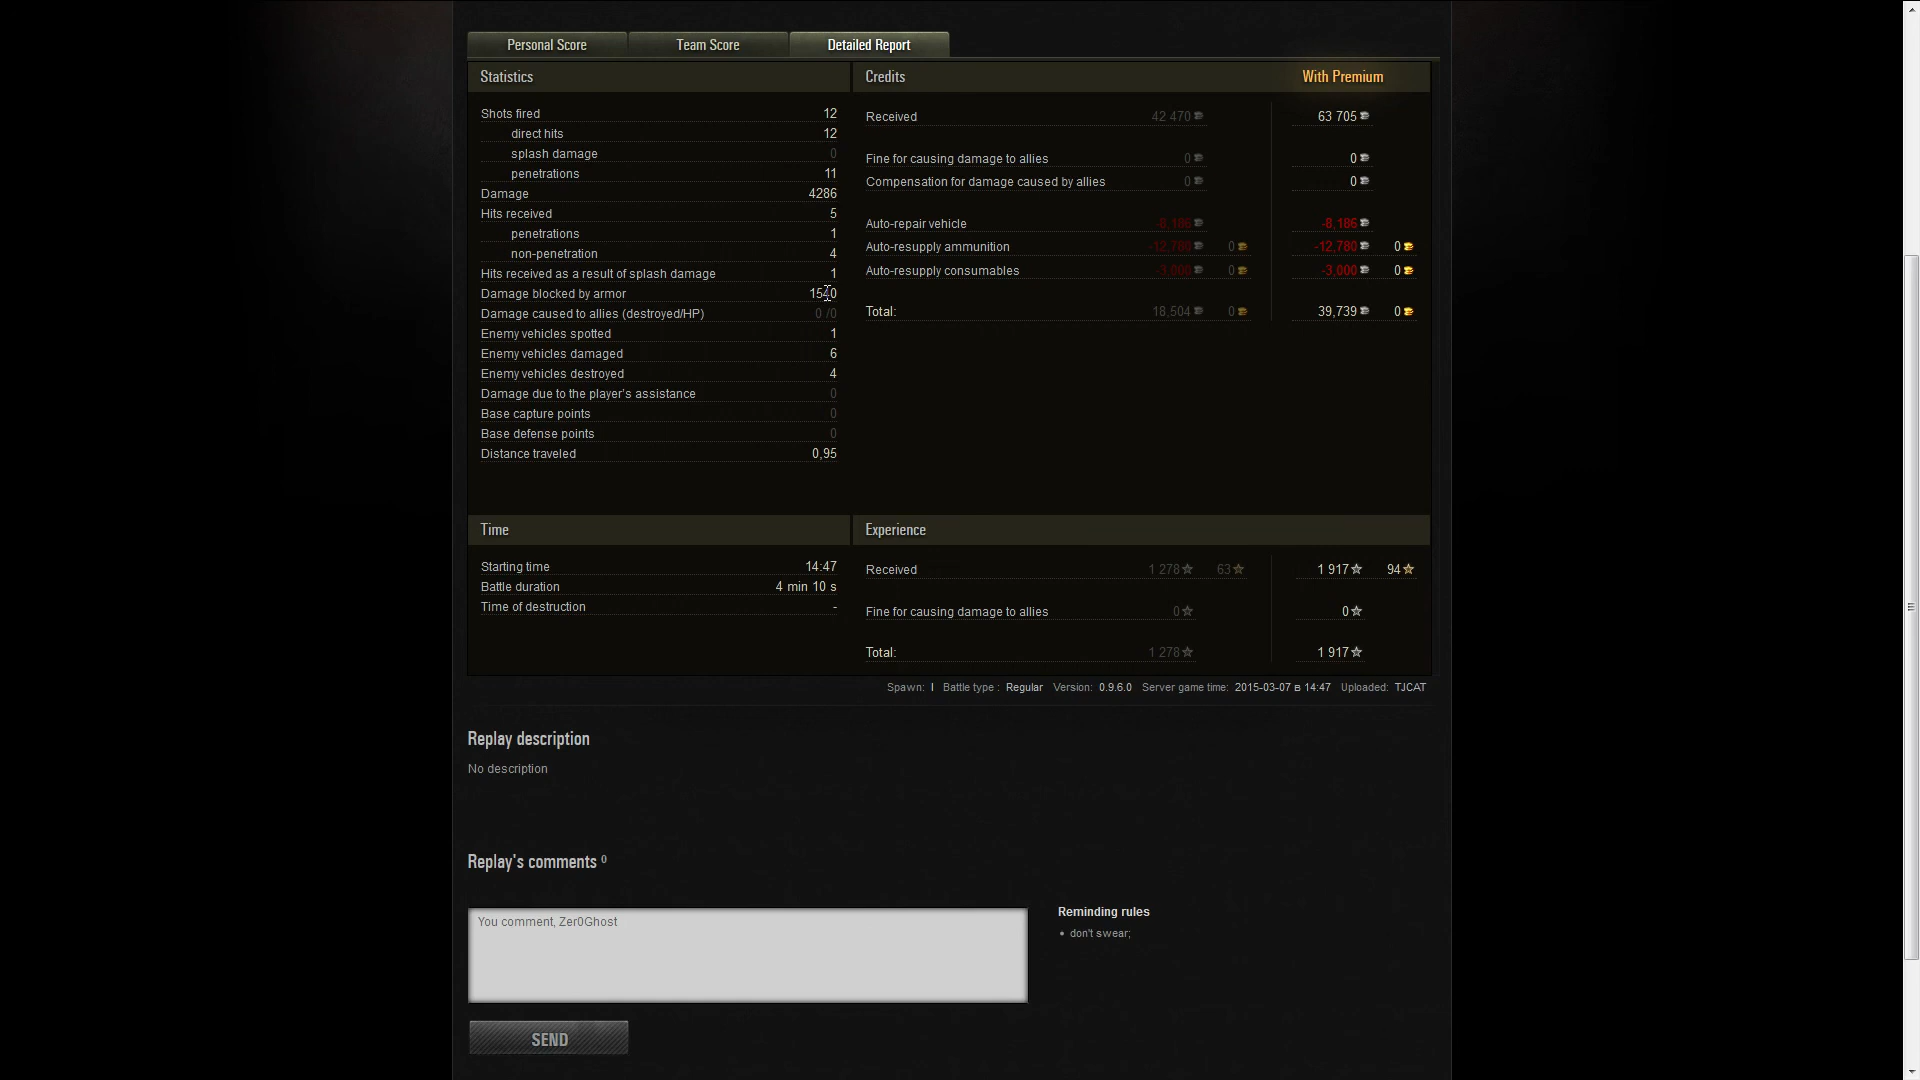 Personal Score Team Score Detailed Report
Statistics
Shots fired 12
direct hits 12
splash damage 0
penetrations 11
Damage 4286
Hits received 5
penetrations 1
non-penetration 4
Hits received as a result of splash damage 1
Damage blocked by armor
Damage caused to allies (destroyed/HP) 0 /0
Enemy vehicles spotted 1
Enemy vehicles damaged 6
Enemy vehicles destroyed 4
Damage due to the player's assistance 0
Base capture points 0
Base defense points 0
Distance traveled 0,95
Credits With Premium
Received 42 470 63 705
Fine for causing damage to allies 0 0
Compensation for damage caused by allies 0 0
Auto-repair vehicle -8,186 -8,186
Auto-resupply ammunition -12,780 0 -12,780 0
Auto-resupply consumables -3,000 0 -3,000 0
Total: 18,504 0 39,739 0
Time
Starting time 14:47
Battle duration 4 min 10 s
Time of destruction -
Experience
Received 1 278 63 1 917 94
Fine for causing damage to allies 0 0
Total: 1 278 1 917
Spawn: I Battle type : Regular Version: 0.9.6.0 Server game time: 2015-03-07 в 14:47 Uploaded: TJCAT
Replay description
No description
Replay's comments 0
You comment, Zer0Ghost
Reminding rules
• don't swear;
SEND